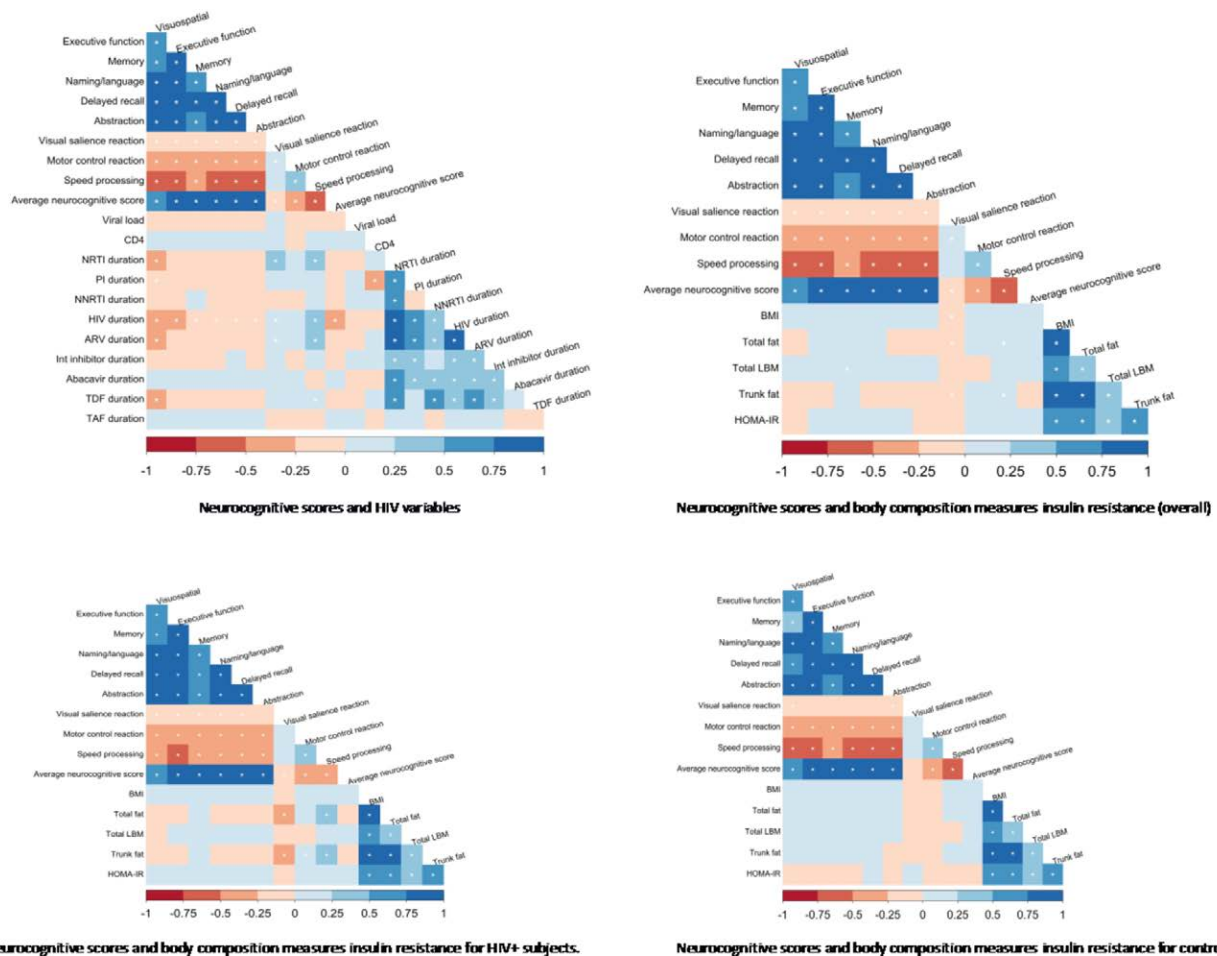 Visuospatial
Executive function
Executive function
Memory
Memory
Naming/language
Naming/language
Delayed recall
Delayed recall
Abstraction
Abstraction
Visual salience reaction
Visual salience reaction
Motor control reaction
Motor control reaction
Speed processing
Speed processing
Average neurocognitive score
Average neurocognitive score
Viral load
Viral load
CD4
CD4
NRTI duration
NRTI duration
PI duration
PI duration
NNRTI duration
NNRTI duration
HIV duration
HIV duration
ARV duration
ARV duration
Int inhibitor duration
Int inhibitor duration
Abacavir duration
Abacavir duration
TDF duration
TDF duration
TAF duration
-1 -0.75 -0.5 -0.25 0 0.25 0.5 0.75 1
Neurocognitive scores and HIV variables
Visuospatial
Executive function
Executive function
Memory
Memory
Naming/language
Naming/language
Delayed recall
Delayed recall
Abstraction
Abstraction
Visual salience reaction
Visual salience reaction
Motor control reaction
Motor control reaction
Speed processing
Speed processing
Average neurocognitive score
Average neurocognitive score
BMI
BMI
Total fat
Total fat
Total LBM
Total LBM
Trunk fat
Trunk fat
HOMA-IR
-1 -0.75 -0.5 -0.25 0 0.25 0.5 0.75 1
Neurocognitive scores and body composition measures insulin resistance (overall)
Visuospatial
Executive function
Executive function
Memory
Memory
Naming/language
Naming/language
Delayed recall
Delayed recall
Abstraction
Abstraction
Visual salience reaction
Visual salience reaction
Motor control reaction
Motor control reaction
Speed processing
Speed processing
Average neurocognitive score
Average neurocognitive score
BMI
BMI
Total fat
Total fat
Total LBM
Total LBM
Trunk fat
Trunk fat
HOMA-IR
-1 -0.75 -0.5 -0.25 0 0.25 0.5 0.75 1
eurocognitive scores and body composition measures insulin resistance for HIV+ subjects.
Visuospatial
Executive function
Executive function
Memory
Memory
Naming/language
Naming/language
Delayed recall
Delayed recall
Abstraction
Abstraction
Visual salience reaction
Visual salience reaction
Motor control reaction
Motor control reaction
Speed processing
Speed processing
Average neurocognitive score
Average neurocognitive score
BMI
BMI
Total fat
Total fat
Total LBM
Total LBM
Trunk fat
Trunk fat
HOMA-IR
-1 -0.75 -0.5 -0.25 0 0.25 0.5 0.75 1
Neurocognitive scores and body composition measures insulin resistance for contr